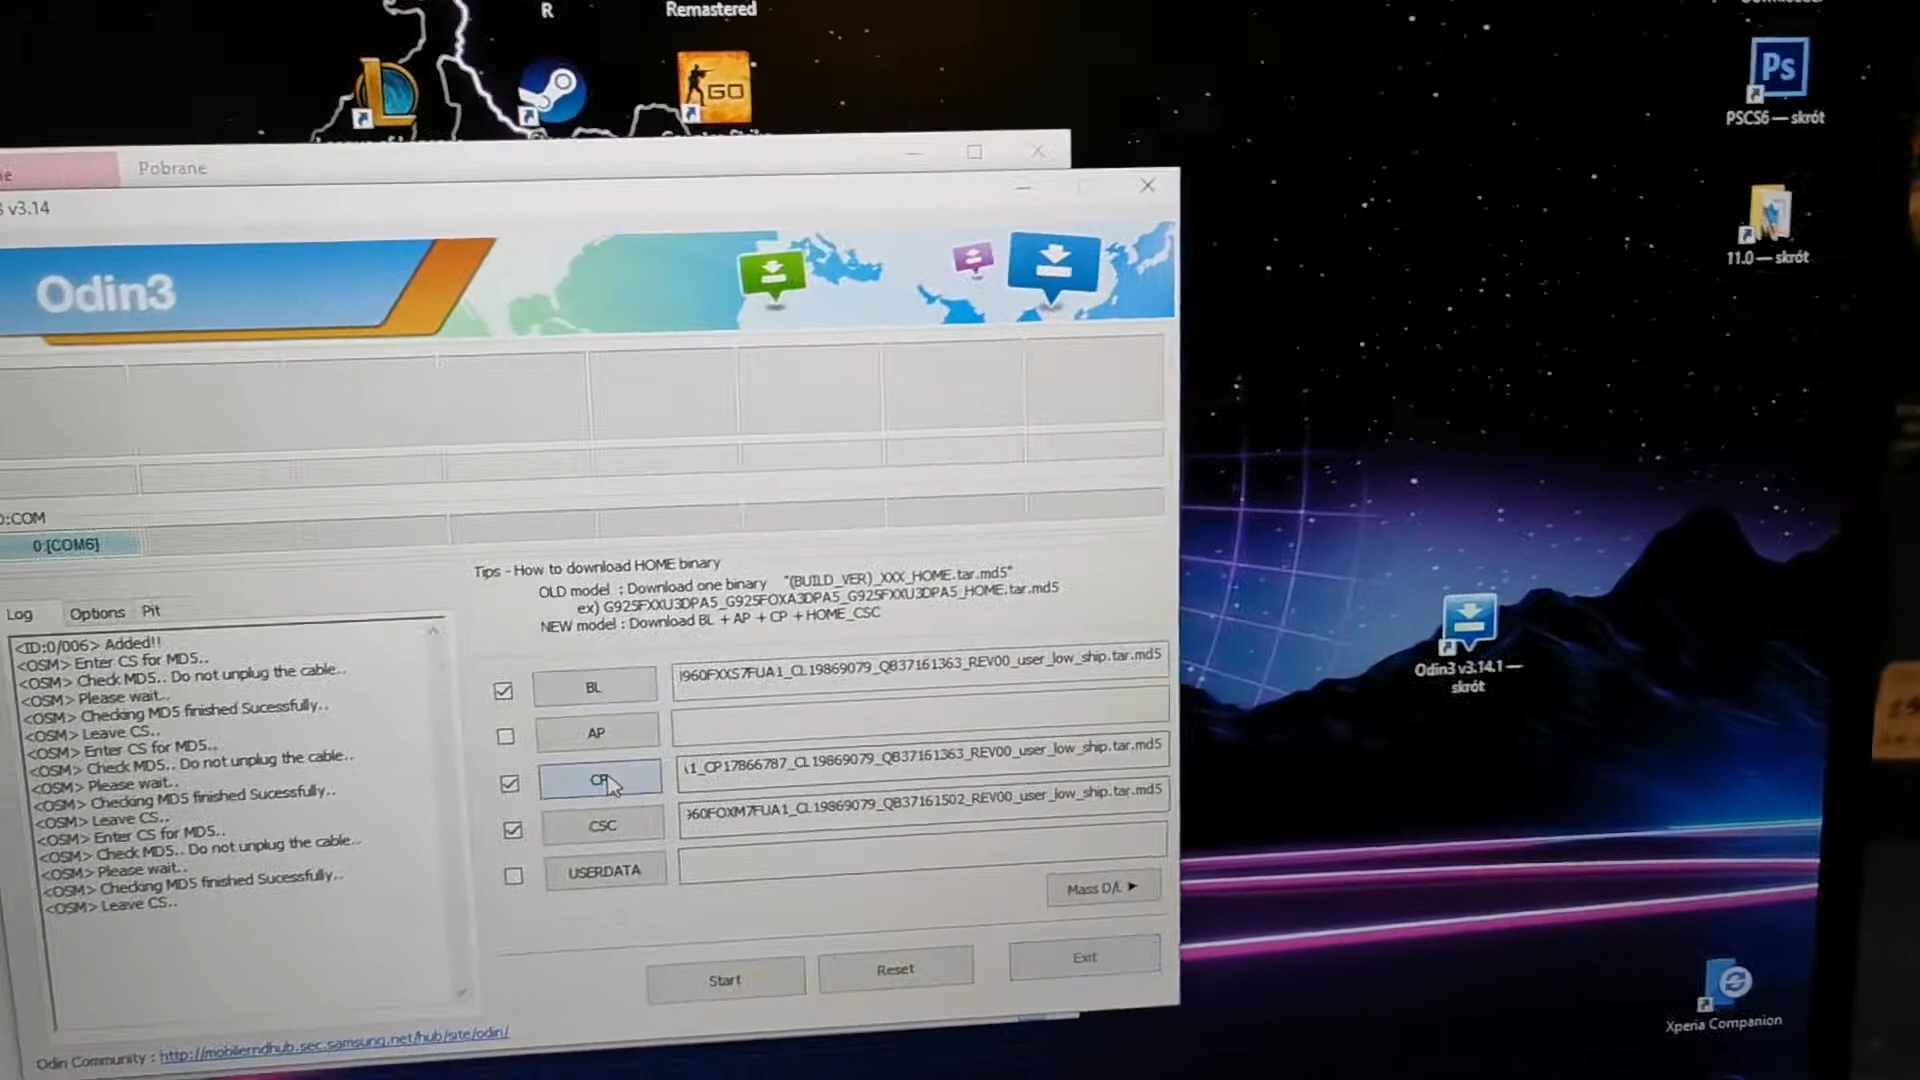 R
Remastered
GO
Ps
PSCS6 — skrót
11.0 — skrót
Pobrane
v3.14
Odin3
:COM
0:[COM6]
Log
Options
Pit
<ID:0/006> Added!!
<OSM> Enter CS for MD5..
<OSM> Check MD5.. Do not unplug the cable..
<OSM> Please wait..
<OSM> Checking MD5 finished Sucessfully..
<OSM> Leave CS..
<OSM> Enter CS for MD5..
<OSM> Check MD5.. Do not unplug the cable..
<OSM> Please wait..
<OSM> Checking MD5 finished Sucessfully..
<OSM> Leave CS..
<OSM> Enter CS for MD5..
<OSM> Check MD5.. Do not unplug the cable..
<OSM> Please wait..
<OSM> Checking MD5 finished Sucessfully..
<OSM> Leave CS..
Tips - How to download HOME binary
OLD model : Download one binary "(BUILD_VER)_XXX_HOME.tar.md5"
ex) G925FXXU3DPA5_G925FOXA3DPA5_G925FXXU3DPA5_HOME.tar.md5
NEW model : Download BL + AP + CP + HOME_CSC
BL
960FXXS7FUA1_CL19869079_QB37161363_REV00_user_low_ship.tar.md5
AP
CP
1_CP17866787_CL19869079_QB37161363_REV00_user_low_ship.tar.md5
CSC
960FOXM7FUA1_CL19869079_QB37161502_REV00_user_low_ship.tar.md5
USERDATA
Mass D/L
Start
Reset
Exit
Odin Community : http://mobilerndhub.sec.samsung.net/hub/site/odin/
Odin3 v3.14.1 —
skrót
Xperia Companion